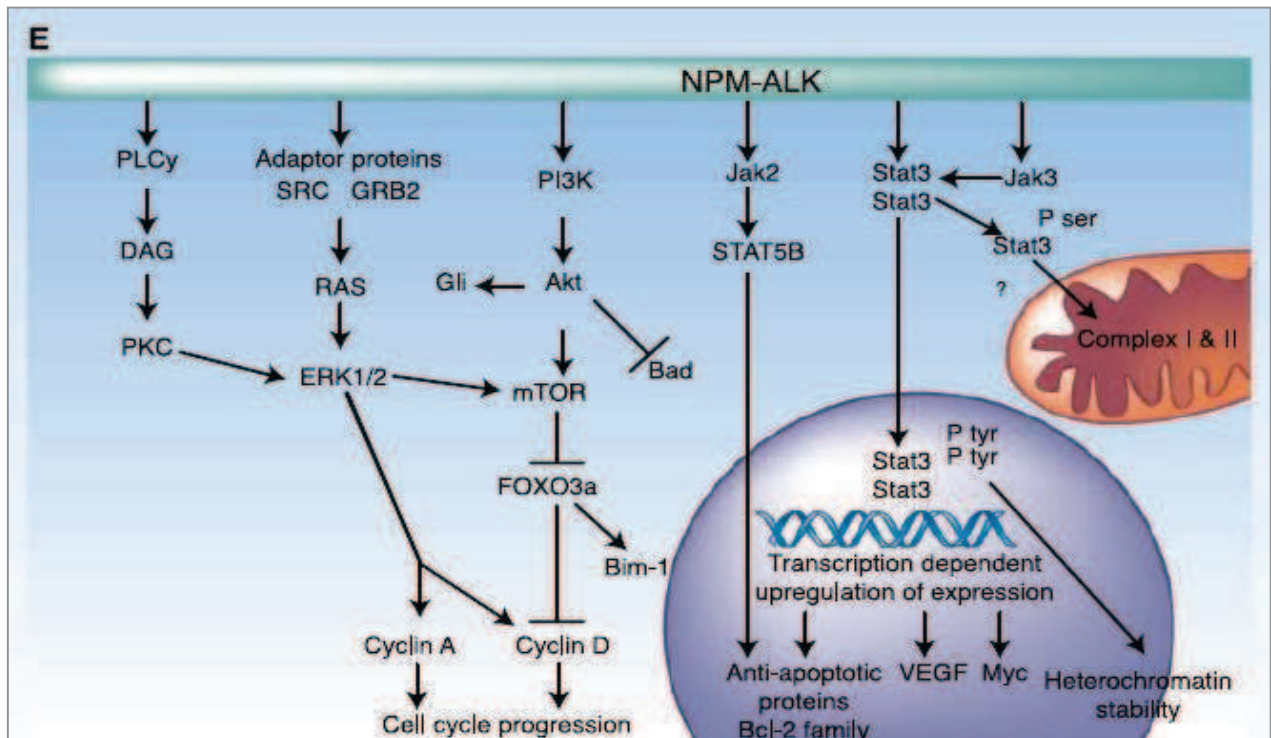 E
NPM-ALK
PLCy
DAG
PKC
Adaptor proteins
SRC GRB2
RAS
ERK1/2
PI3K
Gli
Akt
Bad
mTOR
FOXO3a
Bim-1
Cyclin A
Cyclin D
Cell cycle progression
Jak2
STAT5B
Stat3
Stat3
Jak3
P ser
Stat3
?
Complex I & II
P tyr
P tyr
Stat3
Stat3
Transcription dependent
upregulation of expression
Anti-apoptotic
proteins
Bcl-2 family
VEGF
Myc
Heterochromatin
stability